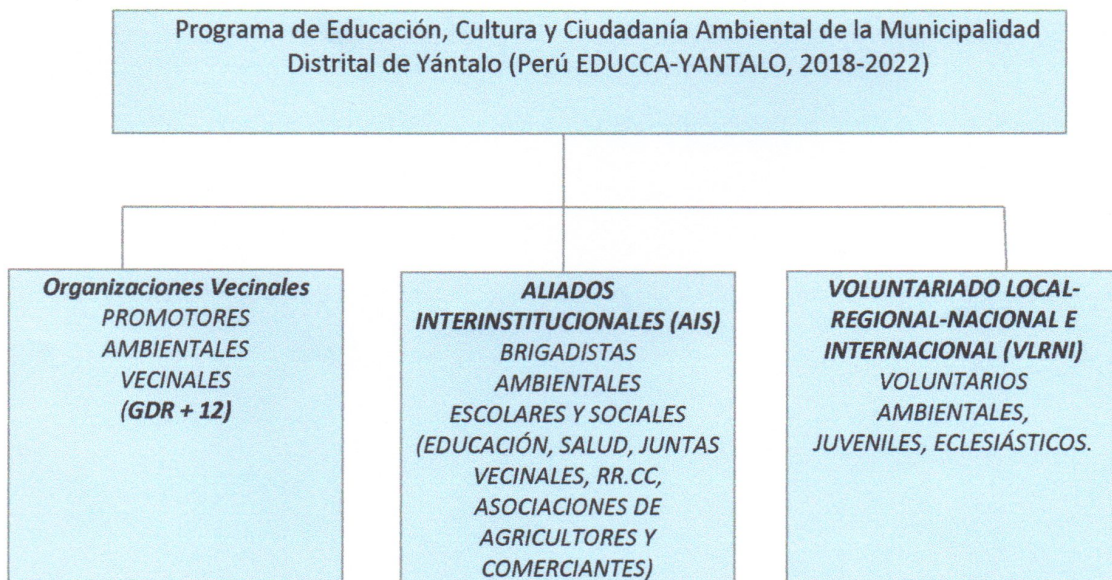 Programa de Educación, Cultura y Ciudadanía Ambiental de la Municipalidad
Distrital de Yántalo (Perú EDUCCA-YANTALO, 2018-2022)
Organizaciones Vecinales
PROMOTORES
AMBIENTALES
VECINALES
(GDR + 12)
ALIADOS
INTERINSTITUCIONALES (AIS)
BRIGADISTAS
AMBIENTALES
ESCOLARES Y SOCIALES
(EDUCACIÓN, SALUD, JUNTAS
VECINALES, RR.CC,
ASOCIACIONES DE
AGRICULTORES Y
COMERCIANTES)
VOLUNTARIADO LOCAL-
REGIONAL-NACIONAL E
INTERNACIONAL (VLRNI)
VOLUNTARIOS
AMBIENTALES,
JUVENILES, ECLESIÁSTICOS.